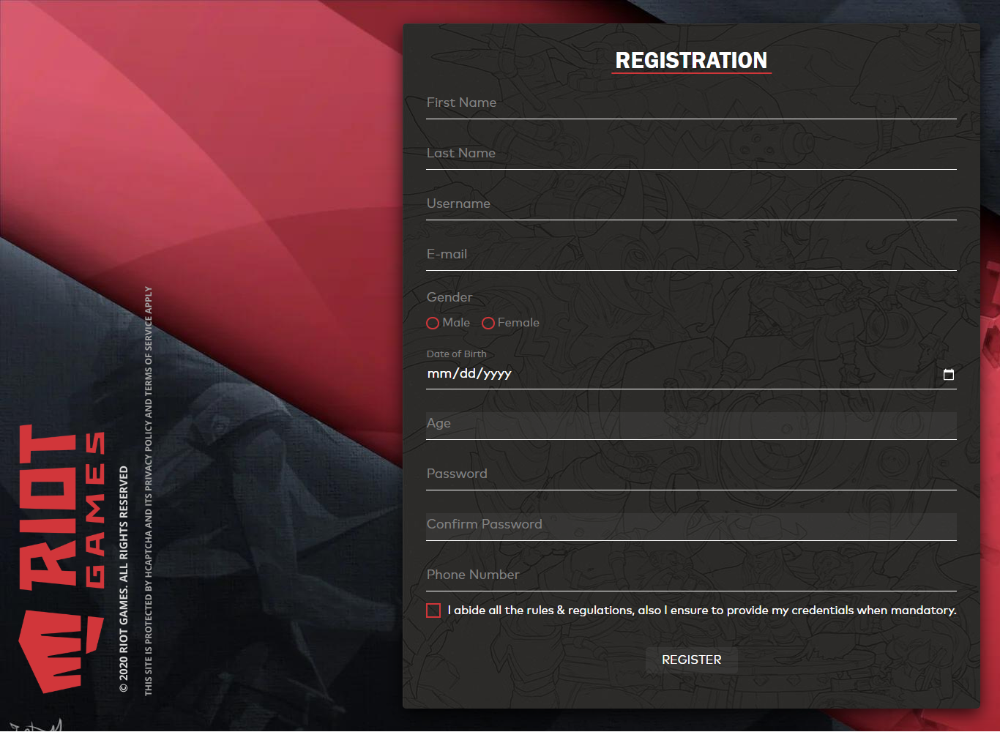 REGISTRATION
First Name
Last Name
Username
E-mail
Gender
Male Female
Date of Birth
mm/dd/yyyy
Age
Password
Confirm Password
Phone Number
I abide all the rules & regulations, also I ensure to provide my credentials when mandatory.
REGISTER
RIOT
GAMES
© 2020 RIOT GAMES. ALL RIGHTS RESERVED
THIS SITE IS PROTECTED BY HCAPTCHA AND ITS PRIVACY POLICY AND TERMS OF SERVICE APPLY